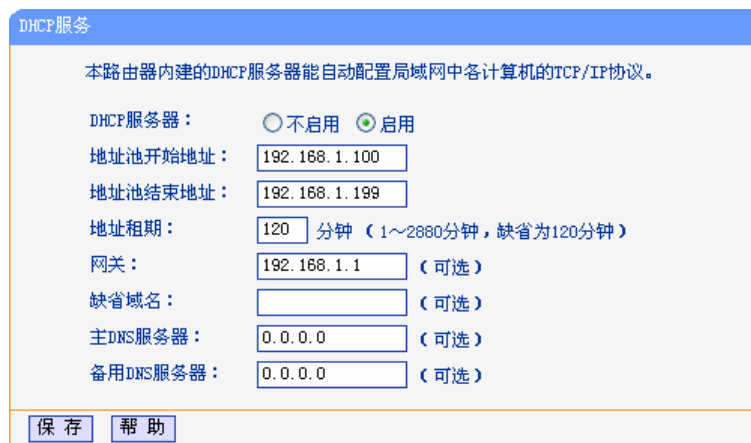 DHCP服务
本路由器内建的DHCP服务器能自动配置局域网中各计算机的TCP/IP协议。
DHCP服务器： 不启用 启用
地址池开始地址： 192.168.1.100
地址池结束地址： 192.168.1.199
地址租期： 120 分钟 （1～2880分钟，缺省为120分钟）
网关： 192.168.1.1 （可选）
缺省域名： （可选）
主DNS服务器： 0.0.0.0 （可选）
备用DNS服务器： 0.0.0.0 （可选）
保 存 帮 助